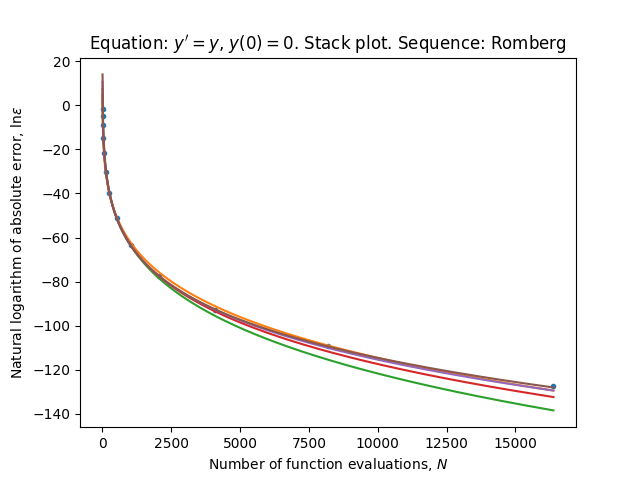 Equation: y′ = y, y(0) = 0. Stack plot. Sequence: Romberg
Natural logarithm of absolute error, lnε
20
0
−20
−40
−60
−80
−100
−120
−140
0 2500 5000 7500 10000 12500 15000
Number of function evaluations, N